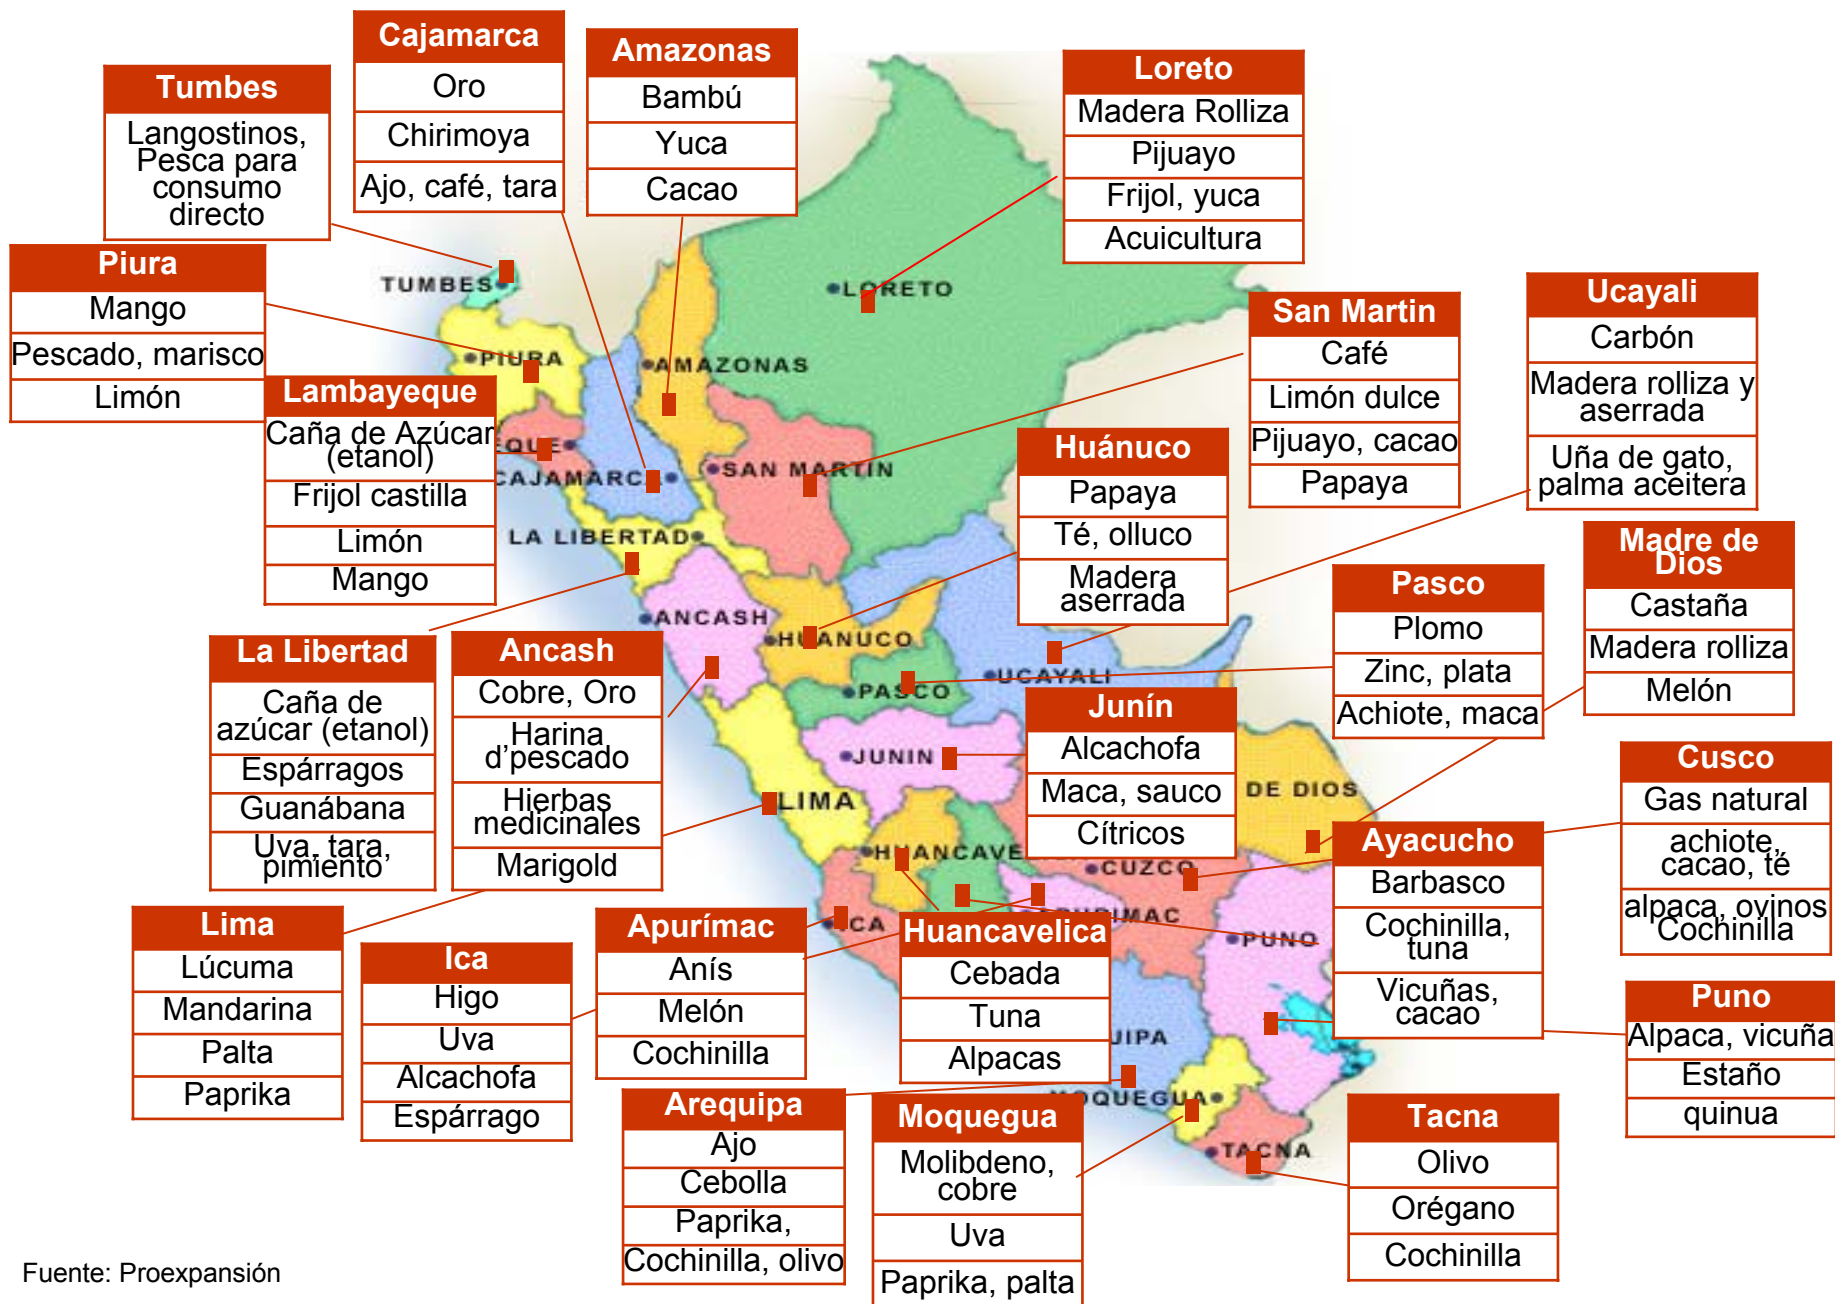 Cajamarca
Oro
Chirimoya
Ajo, café, tara
Amazonas
Bambú
Yuca
Cacao
Loreto
Madera Rolliza
Pijuayo
Frijol, yuca
Acuicultura
Tumbes
Langostinos,
Pesca para
consumo
directo
Piura
Mango
Pescado, marisco
Limón
Lambayeque
Caña de Azúcar
(etanol)
Frijol castilla
Limón
Mango
San Martin
Café
Limón dulce
Pijuayo, cacao
Papaya
Ucayali
Carbón
Madera rolliza y
aserrada
Uña de gato,
palma aceitera
Huánuco
Papaya
Té, olluco
Madera
aserrada
Madre de
Dios
Castaña
Madera rolliza
Melón
Pasco
Plomo
Zinc, plata
Achiote, maca
La Libertad
Caña de
azúcar (etanol)
Espárragos
Guanábana
Uva, tara,
pimiento
Ancash
Cobre, Oro
Harina
d'pescado
Hierbas
medicinales
Marigold
Junín
Alcachofa
Maca, sauco
Cítricos
Cusco
Gas natural
achiote,
cacao, té
alpaca, ovinos
Cochinilla
Ayacucho
Barbasco
Cochinilla,
tuna
Vicuñas,
cacao
Lima
Lúcuma
Mandarina
Palta
Paprika
Ica
Higo
Uva
Alcachofa
Espárrago
Apurímac
Anís
Melón
Cochinilla
Huancavelica
Cebada
Tuna
Alpacas
Puno
Alpaca, vicuña
Estaño
quinua
Arequipa
Ajo
Cebolla
Paprika,
Cochinilla, olivo
Moquegua
Molibdeno,
cobre
Uva
Paprika, palta
Tacna
Olivo
Orégano
Cochinilla
TUMBES
PIURA
LORETO
AMAZONAS
EQUE
CAJAMARCA
SAN MARTIN
LA LIBERTAD
ANCASH
HUANUCO
PASCO
UCAYALI
JUNIN
LIMA
DE DIOS
HUANCAVE
CUZCO
ICA
PUNO
UIPA
MOQUEGUA
TACNA
Fuente: Proexpansión